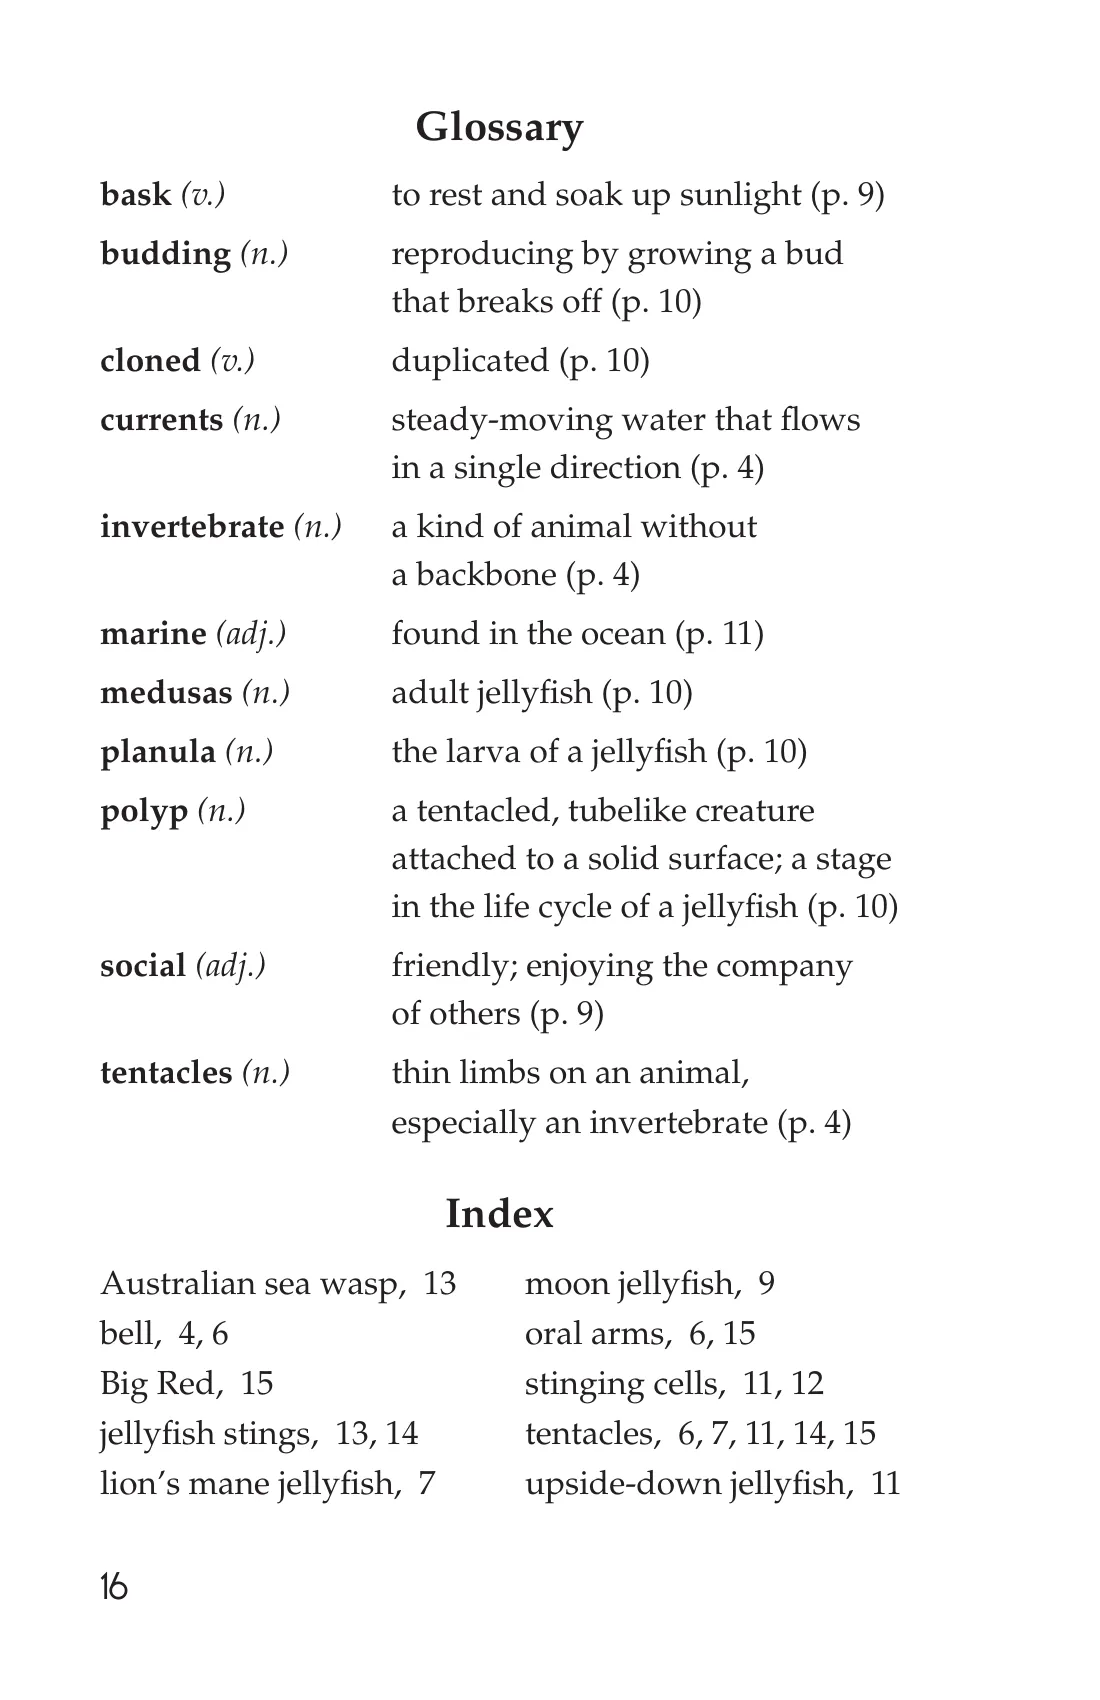 Glossary
bask (v.) to rest and soak up sunlight (p. 9)
budding (n.) reproducing by growing a bud
that breaks off (p. 10)
cloned (v.) duplicated (p. 10)
currents (n.) steady-moving water that flows
in a single direction (p. 4)
invertebrate (n.) a kind of animal without
a backbone (p. 4)
marine (adj.) found in the ocean (p. 11)
medusas (n.) adult jellyfish (p. 10)
planula (n.) the larva of a jellyfish (p. 10)
polyp (n.) a tentacled, tubelike creature
attached to a solid surface; a stage
in the life cycle of a jellyfish (p. 10)
social (adj.) friendly; enjoying the company
of others (p. 9)
tentacles (n.) thin limbs on an animal,
especially an invertebrate (p. 4)
Index
Australian sea wasp, 13
bell, 4, 6
Big Red, 15
jellyfish stings, 13, 14
lion’s mane jellyfish, 7
moon jellyfish, 9
oral arms, 6, 15
stinging cells, 11, 12
tentacles, 6, 7, 11, 14, 15
upside-down jellyfish, 11
16